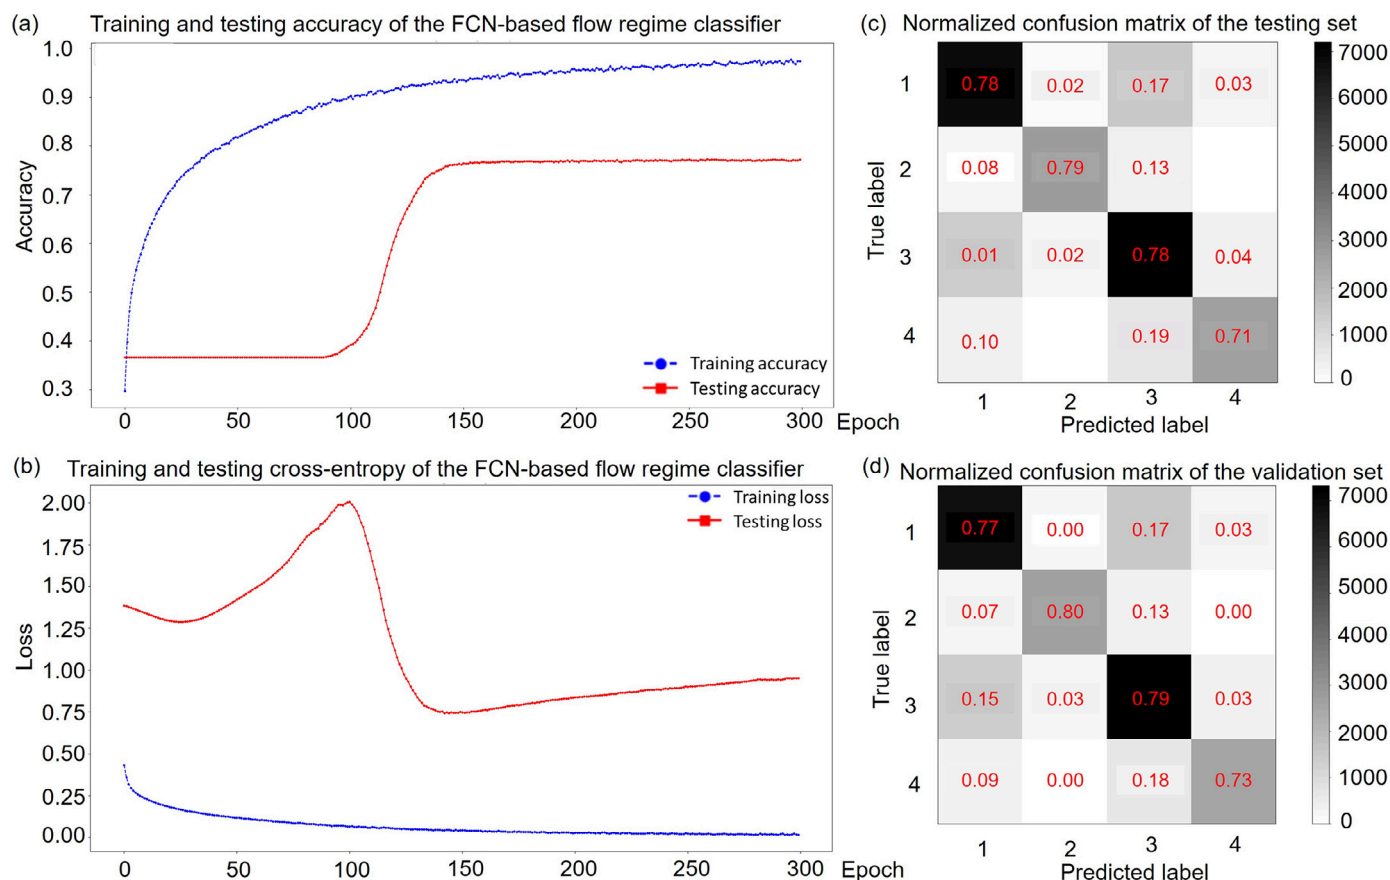 (a) Training and testing accuracy of the FCN-based flow regime classifier
1.0
0.9
0.8
0.7
0.6
0.5
0.4
0.3
Accuracy
Training accuracy
Testing accuracy
0 50 100 150 200 250 300 Epoch
(b) Training and testing cross-entropy of the FCN-based flow regime classifier
2.00
1.75
1.50
1.25
1.00
0.75
0.50
0.25
0.00
Loss
Training loss
Testing loss
0 50 100 150 200 250 300 Epoch
(c) Normalized confusion matrix of the testing set
True label
1 0.78 0.02 0.17 0.03
2 0.08 0.79 0.13
3 0.01 0.02 0.78 0.04
4 0.10 0.19 0.71
1 2 3 4
Predicted label
7000
6000
5000
4000
3000
2000
1000
0
(d) Normalized confusion matrix of the validation set
True label
1 0.77 0.00 0.17 0.03
2 0.07 0.80 0.13 0.00
3 0.15 0.03 0.79 0.03
4 0.09 0.00 0.18 0.73
1 2 3 4
Predicted label
7000
6000
5000
4000
3000
2000
1000
0